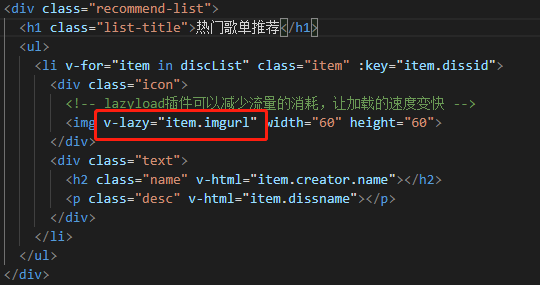 <div class="recommend-list">
<h1 class="list-title">热门歌单推荐</h1>
<ul>
<li v-for="item in discList" class="item" :key="item.dissid">
<div class="icon">
<!-- lazyload插件可以减少流量的消耗，让加载的速度变快 -->
<img v-lazy="item.imgurl" width="60" height="60">
</div>
<div class="text">
<h2 class="name" v-html="item.creator.name"></h2>
<p class="desc" v-html="item.dissname"></p>
</div>
</li>
</ul>
</div>